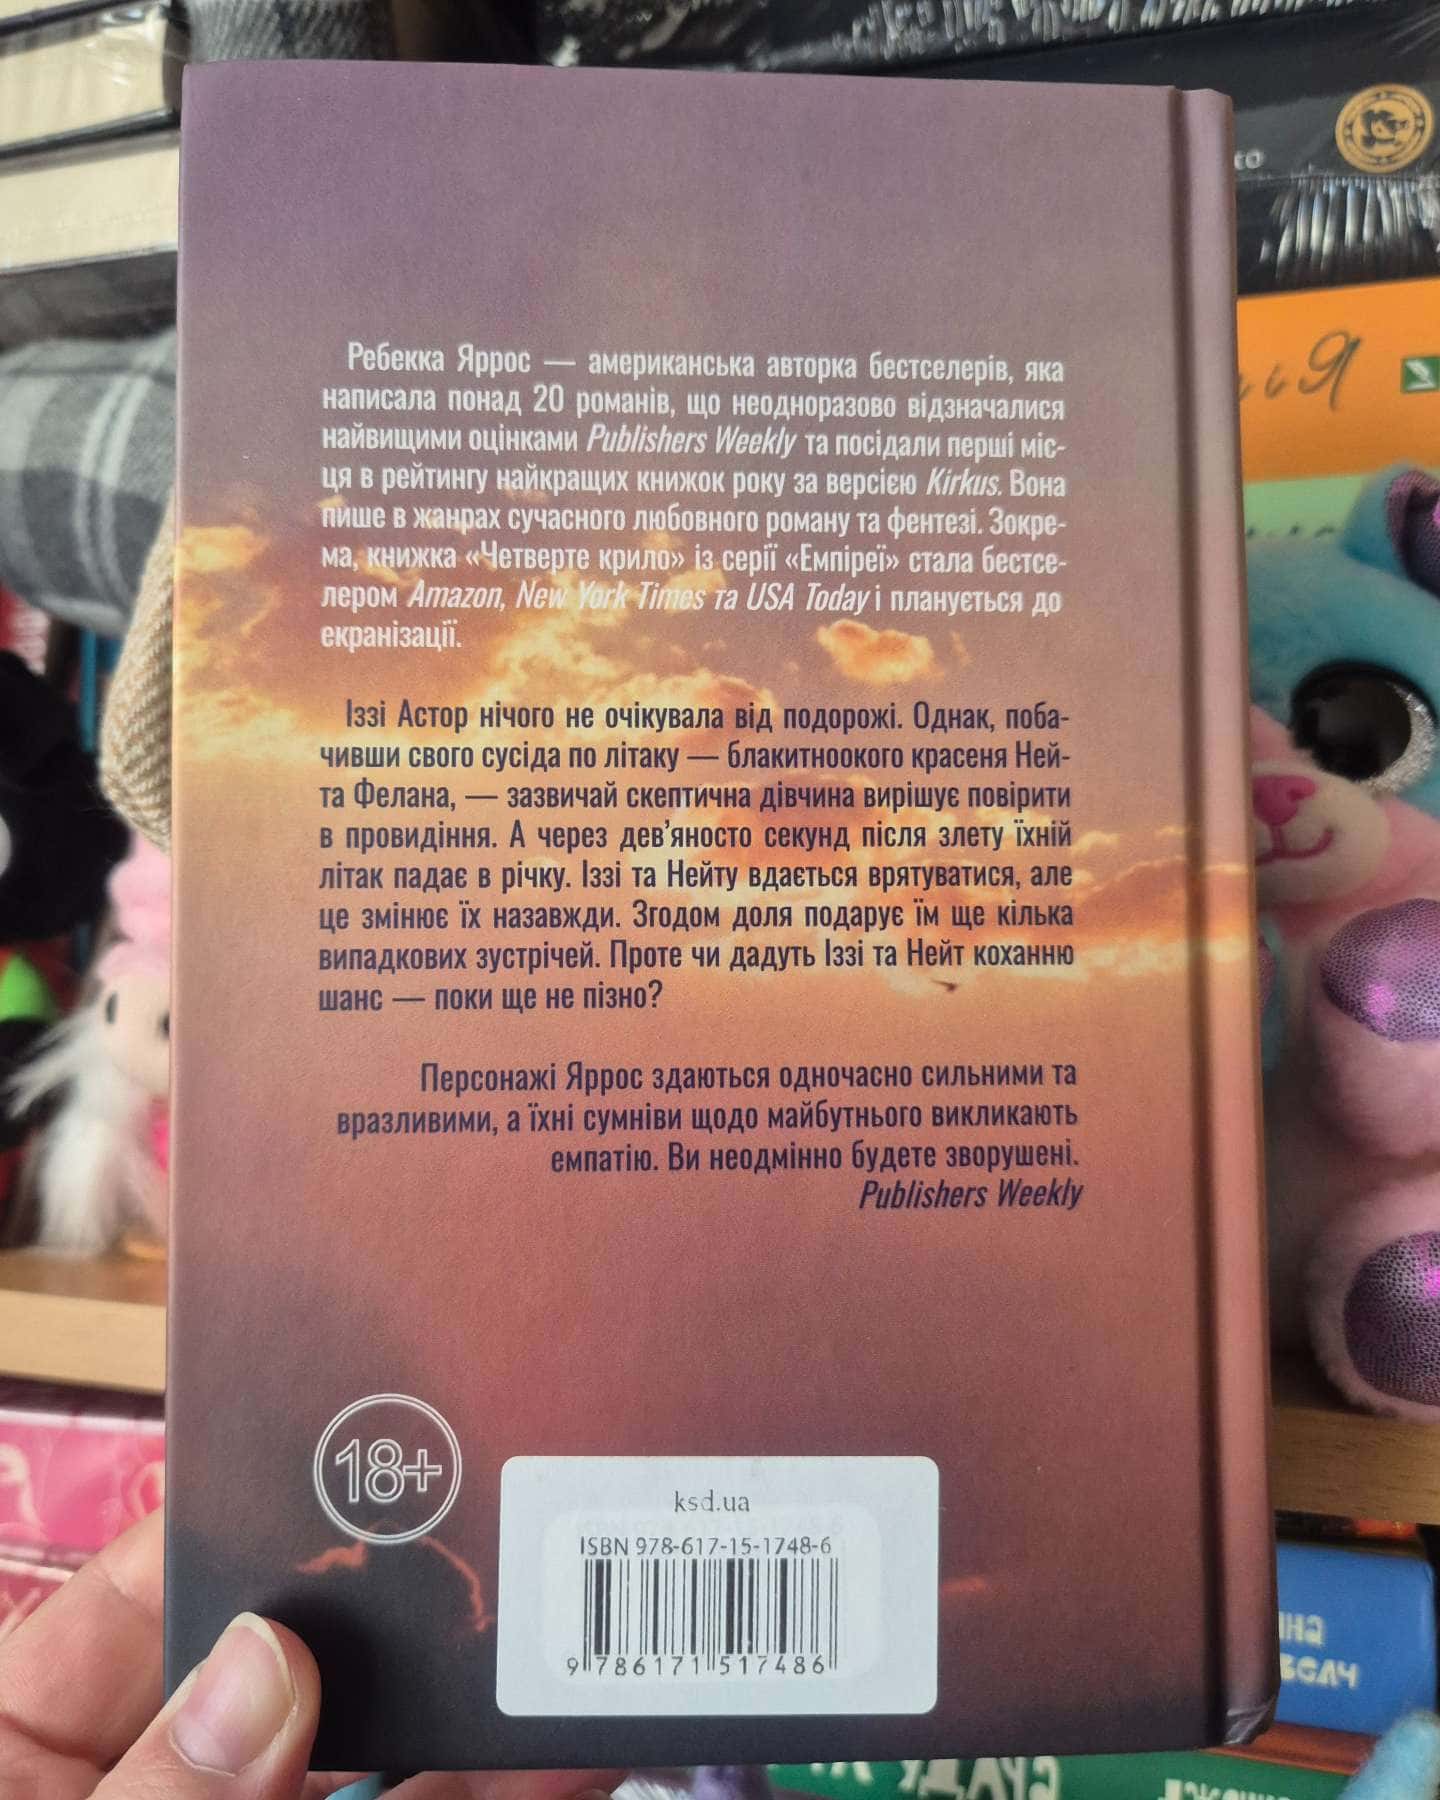 Ребекка Яррос — американська авторка бестселерів, яка
написала понад 20 романів, що неодноразово відзначалися
найвищими оцінками Publishers Weekly та посідали перші міс-
ця в рейтингу найкращих книжок року за версією Kirkus. Вона
пише в жанрах сучасного любовного роману та фентезі. Зокре-
ма, книжка «Четверте крило» із серії «Емпіреї» стала бестсе-
лером Amazon, New York Times та USA Today і планується до
екранізації.
Іззі Астор нічого не очікувала від подорожі. Однак, поба-
чивши свого сусіда по літаку — блакитноокого красеня Ней-
та Фелана, — зазвичай скептична дівчина вирішує повірити
в провидіння. А через дев’яносто секунд після злету їхній
літак падає в річку. Іззі та Нейту вдається врятуватися, але
це змінює їх назавжди. Згодом доля подарує їм ще кілька
випадкових зустрічей. Проте чи дадуть Іззі та Нейт коханню
шанс — поки ще не пізно?
Персонажі Яррос здаються одночасно сильними та
вразливими, а їхні сумніви щодо майбутнього викликають
емпатію. Ви неодмінно будете зворушені.
Publishers Weekly
18+
ksd.ua
ISBN 978-617-15-1748-6
9 786171 517486